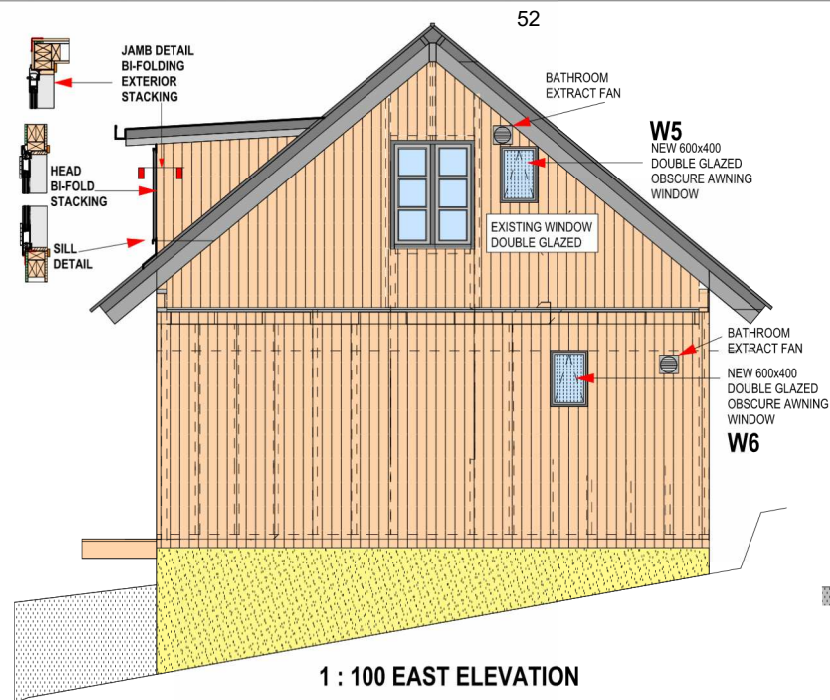 52
JAMB DETAIL
BI-FOLDING
EXTERIOR
STACKING
HEAD
BI-FOLD
STACKING
SILL
DETAIL
BATHROOM
EXTRACT FAN
W5
NEW 600x400
DOUBLE GLAZED
OBSCURE AWNING
WINDOW
EXISTING WINDOW
DOUBLE GLAZED
BATHROOM
EXTRACT FAN
NEW 600x400
DOUBLE GLAZED
OBSCURE AWNING
WINDOW
W6
1 : 100 EAST ELEVATION